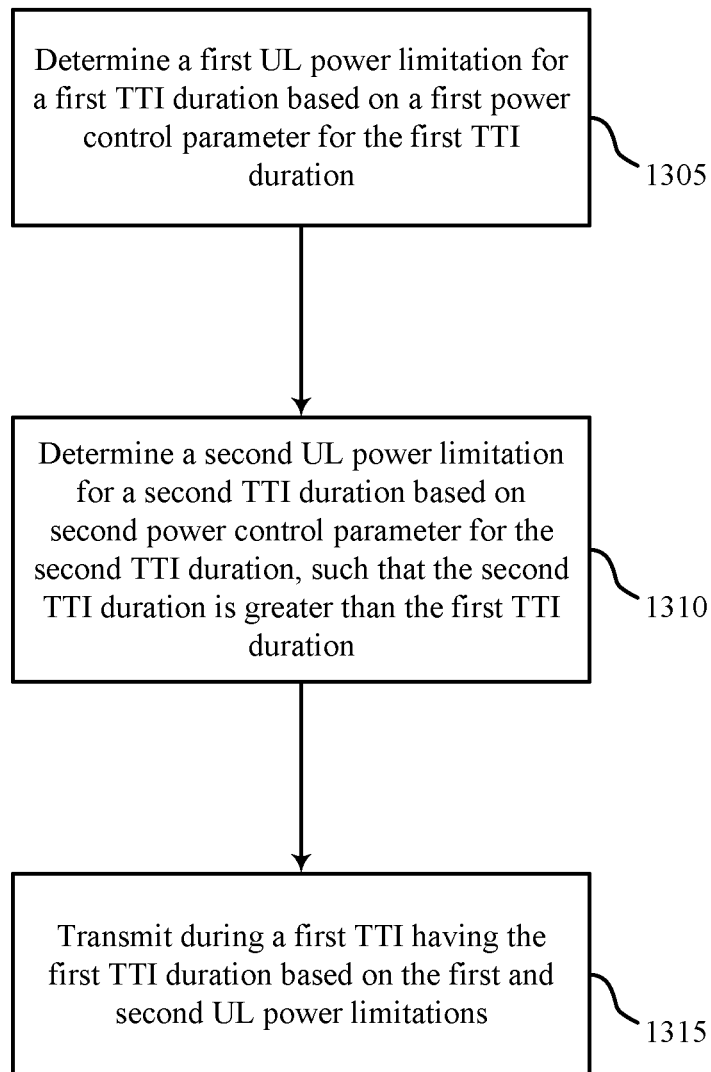 Determine a first UL power limitation for
a first TTI duration based on a first power
control parameter for the first TTI
duration
1305
Determine a second UL power limitation
for a second TTI duration based on
second power control parameter for the
second TTI duration, such that the second
TTI duration is greater than the first TTI
duration
1310
Transmit during a first TTI having the
first TTI duration based on the first and
second UL power limitations
1315